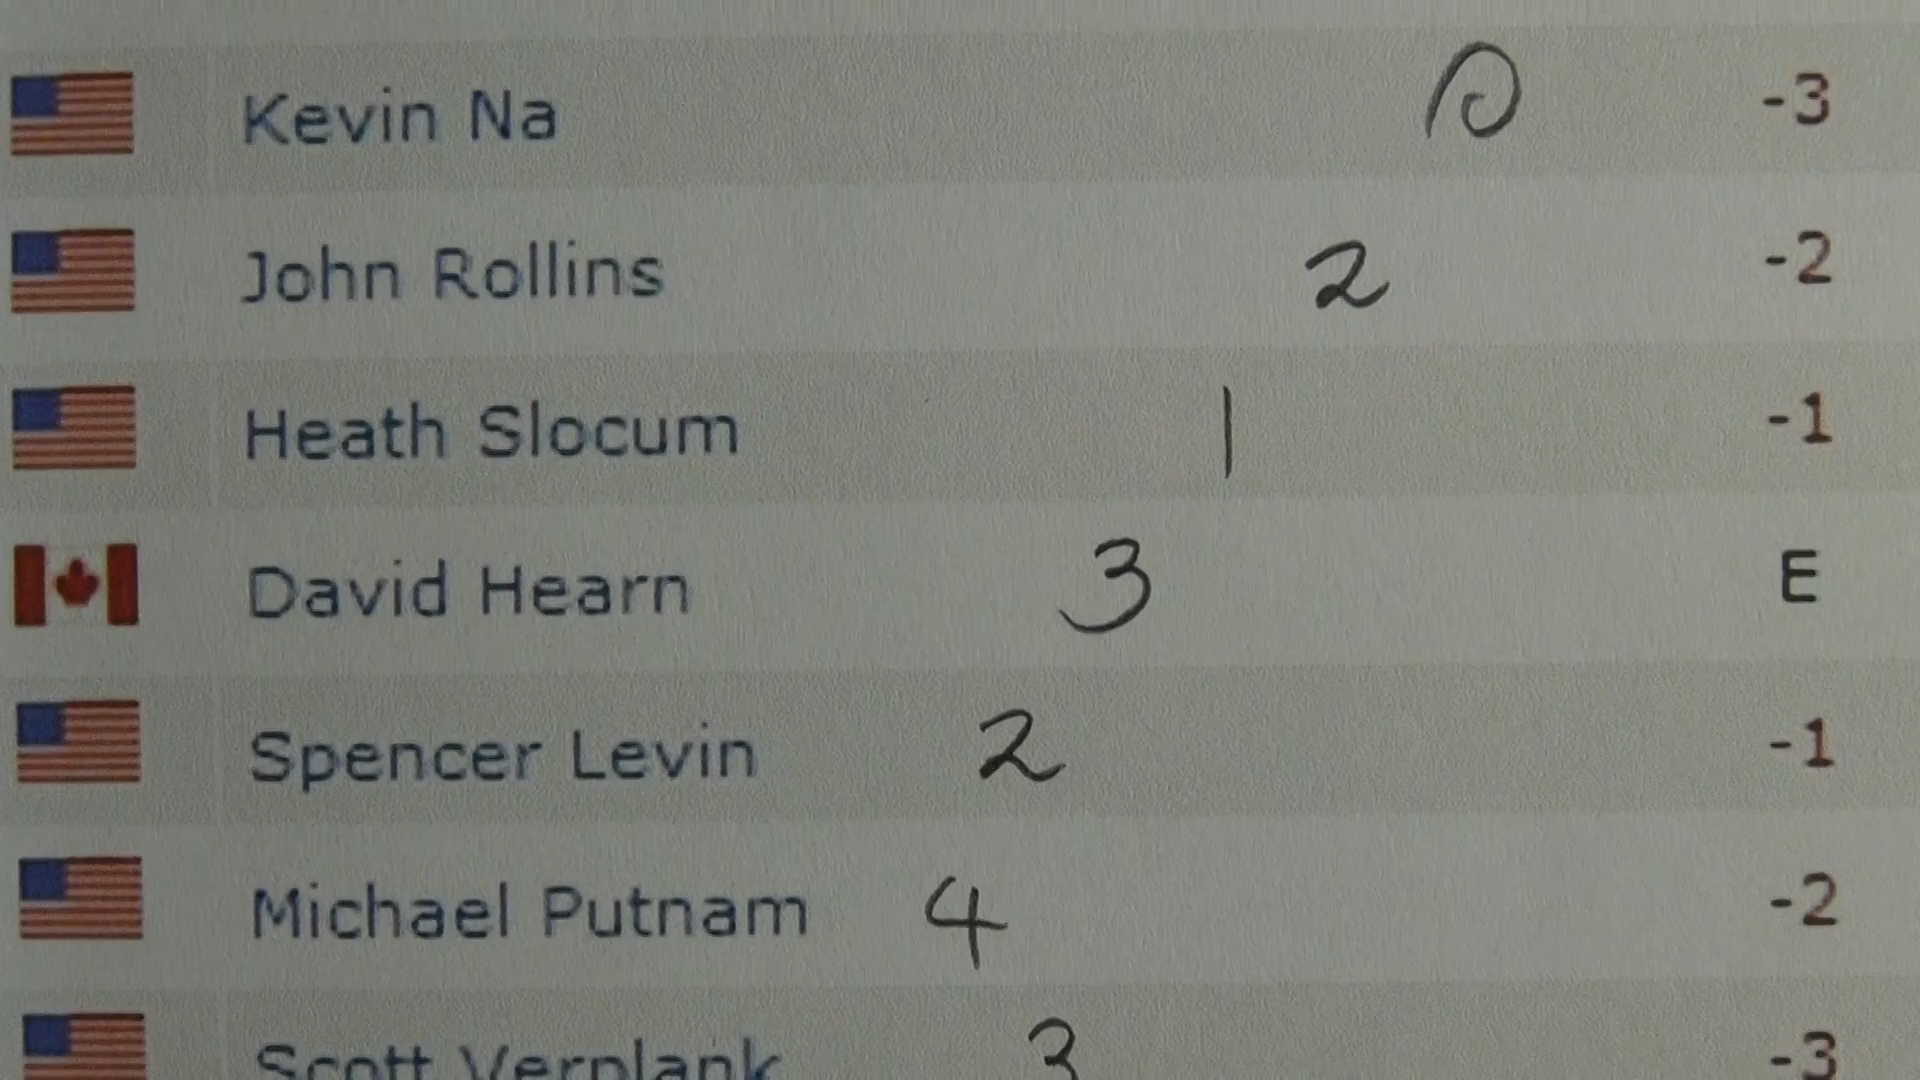 Kevin Na 0 -3
John Rollins 2 -2
Heath Slocum 1 -1
David Hearn 3 E
Spencer Levin 2 -1
Michael Putnam 4 -2
Scott Verplank 3 -3